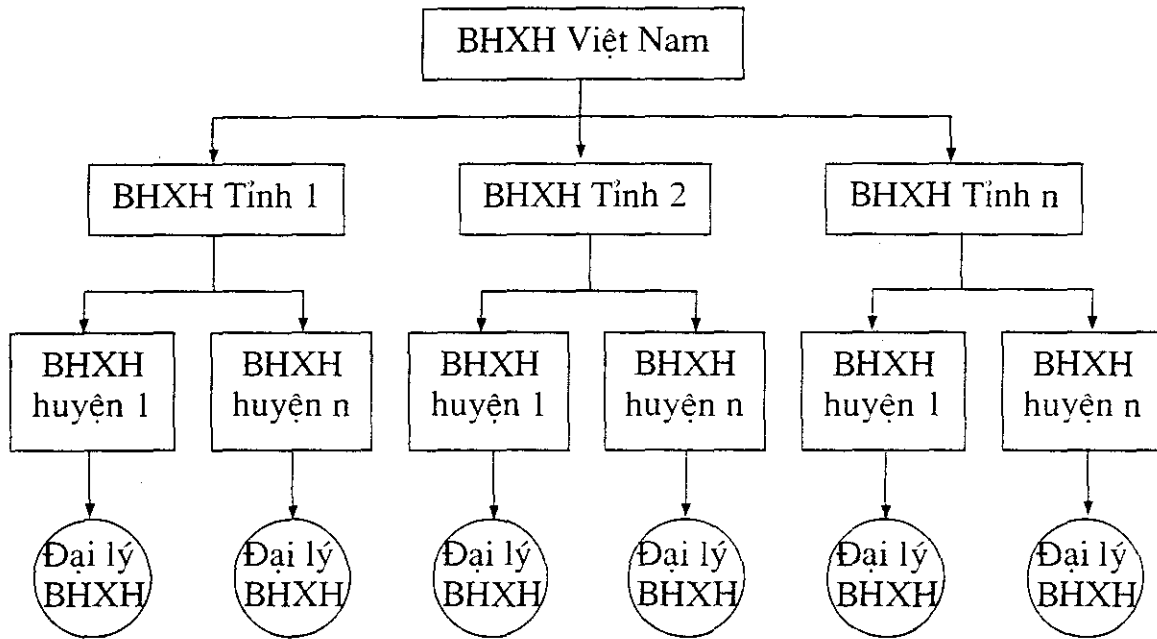 BHXH Việt Nam
BHXH Tỉnh 1
BHXH Tỉnh 2
BHXH Tỉnh n
BHXH
huyện 1
BHXH
huyện n
BHXH
huyện 1
BHXH
huyện n
BHXH
huyện 1
BHXH
huyện n
Đại lý
BHXH
Đại lý
BHXH
Đại lý
BHXH
Đại lý
BHXH
Đại lý
BHXH
Đại lý
BHXH